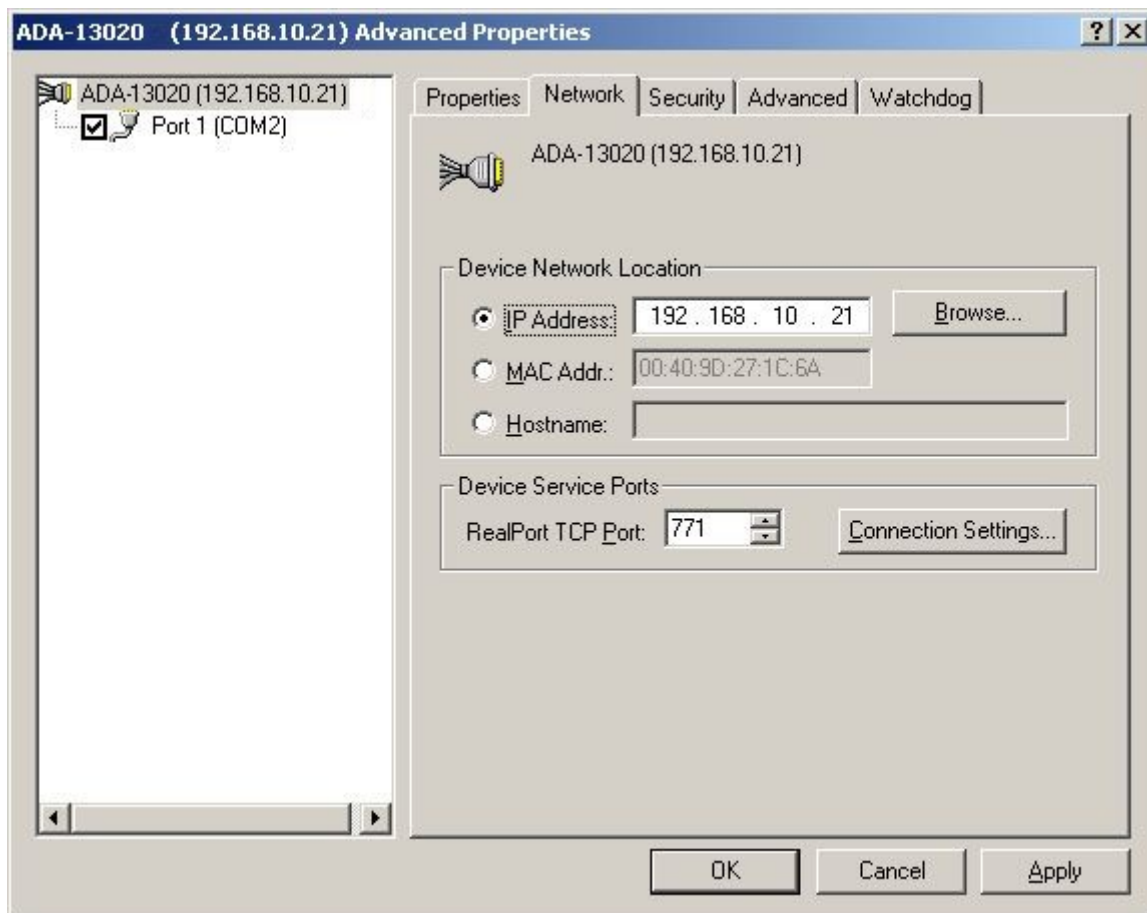 ADA-13020 (192.168.10.21) Advanced Properties
ADA-13020 (192.168.10.21)
Port 1 (COM2)
Properties Network Security Advanced Watchdog
ADA-13020 (192.168.10.21)
Device Network Location
IP Address: 192 . 168 . 10 . 21 Browse...
MAC Addr.: 00:40:9D:27:1C:6A
Hostname:
Device Service Ports
RealPort TCP Port: 771 Connection Settings...
OK Cancel Apply